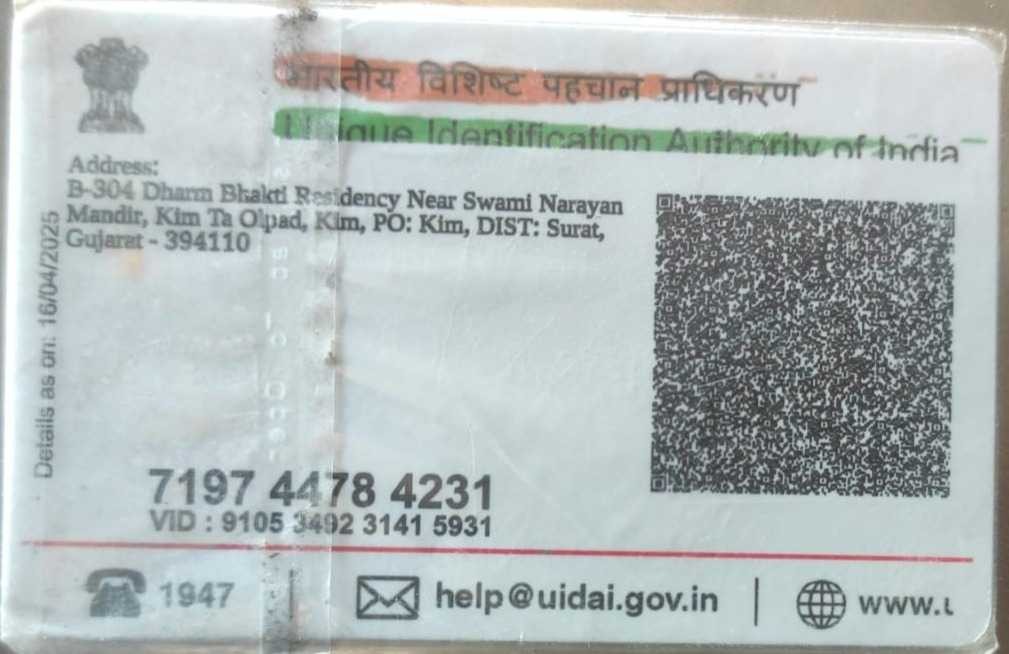 भारतीय विशिष्ट पहचान प्राधिकरण
Unique Identification Authority of India
Address:
B-304 Dharm Bhakti Residency Near Swami Narayan
Mandir, Kim Ta Olpad, Kim, PO: Kim, DIST: Surat,
Gujarat - 394110
Details as on: 16/04/2025
7197 4478 4231
VID : 9105 3492 3141 5931
1947
help@uidai.gov.in
www.